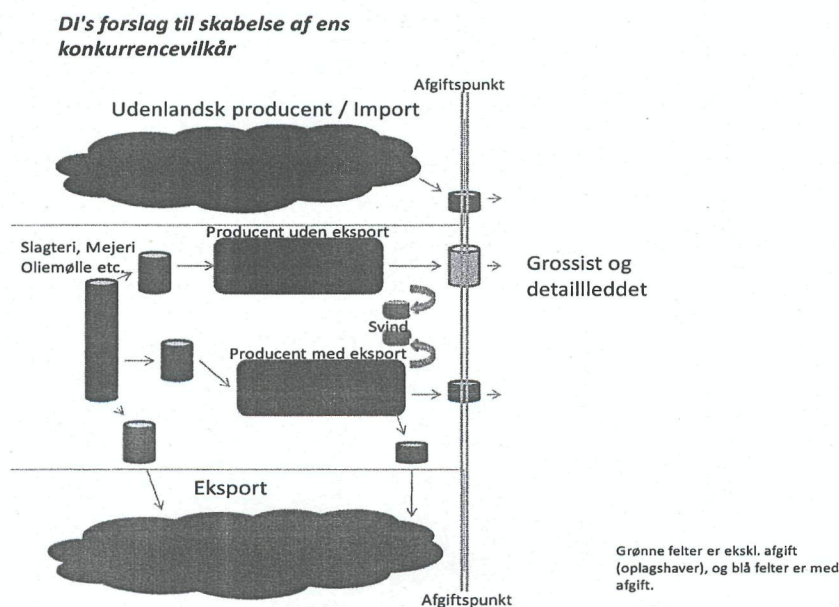 DI's forslag til skabelse af ens
konkurrencevilkår
Afgiftspunkt
Udenlandsk producent / Import
Producent uden eksport
Slagteri, Mejeri
Oliemølle etc.
Grossist og
detaillleddet
Svind
Producent med eksport
Eksport
Grønne felter er ekskl. afgift
(oplagshaver), og blå felter er med
afgift.
Afgiftspunkt